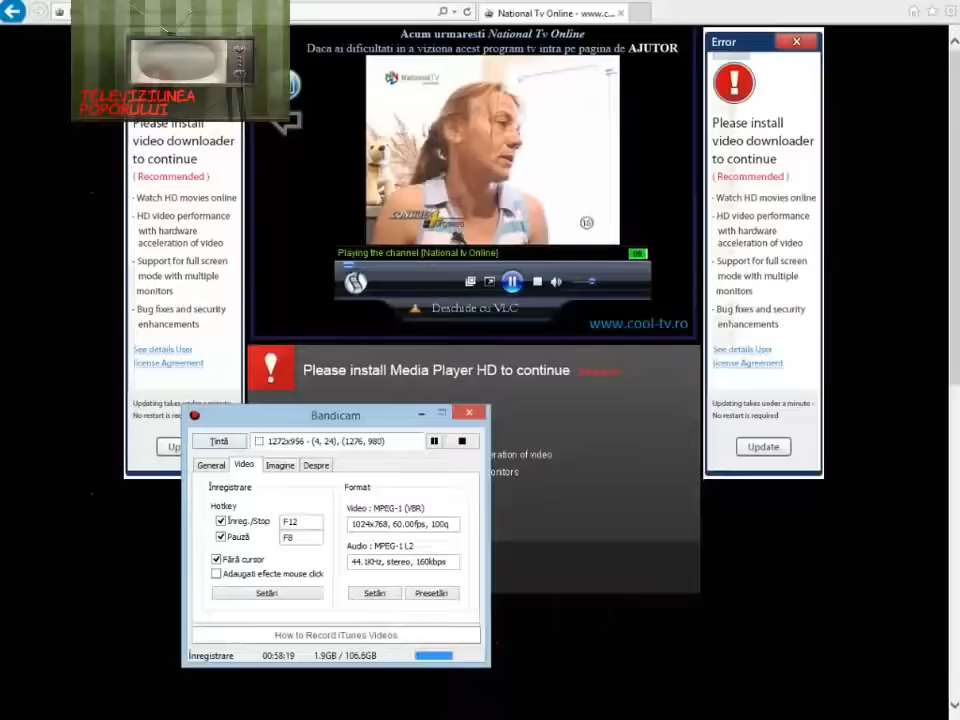 National Tv Online - www.c...
TELEVIZIUNEA
POPORULUI
Acum urmaresti National Tv Online
Daca ai dificultati in a viziona acest program tv intra pe pagina de AJUTOR
Please install
video downloader
to continue
( Recommended )
- Watch HD movies online
- HD video performance
with hardware
acceleration of video
- Support for full screen
mode with multiple
monitors
- Bug fixes and security
enhancements
See details User
license Agreement
Updating takes under a minute -
No restart is required
Up
NationalTV
15
Playing the channel [National tv Online]
Deschide cu VLC
www.cool-tv.ro
Please install Media Player HD to continue
eration of video
onitors
Error
Please install
video downloader
to continue
( Recommended )
- Watch HD movies online
- HD video performance
with hardware
acceleration of video
- Support for full screen
mode with multiple
monitors
- Bug fixes and security
enhancements
See details User
license Agreement
Updating takes under a minute -
No restart is required
Update
Bandicam
Țintă
1272x956 - (4, 24), (1276, 980)
General Video Imagine Despre
Înregistrare
Hotkey
Înreg./Stop F12
Pauză F8
Fără cursor
Adaugati efecte mouse click
Setări
Format
Video : MPEG-1 (VBR)
1024x768, 60.00fps, 100q
Audio : MPEG-1 L2
44.1KHz, stereo, 160kbps
Setări Presetări
How to Record iTunes Videos.
Înregistrare 00:58:19 1.9GB / 106.6GB